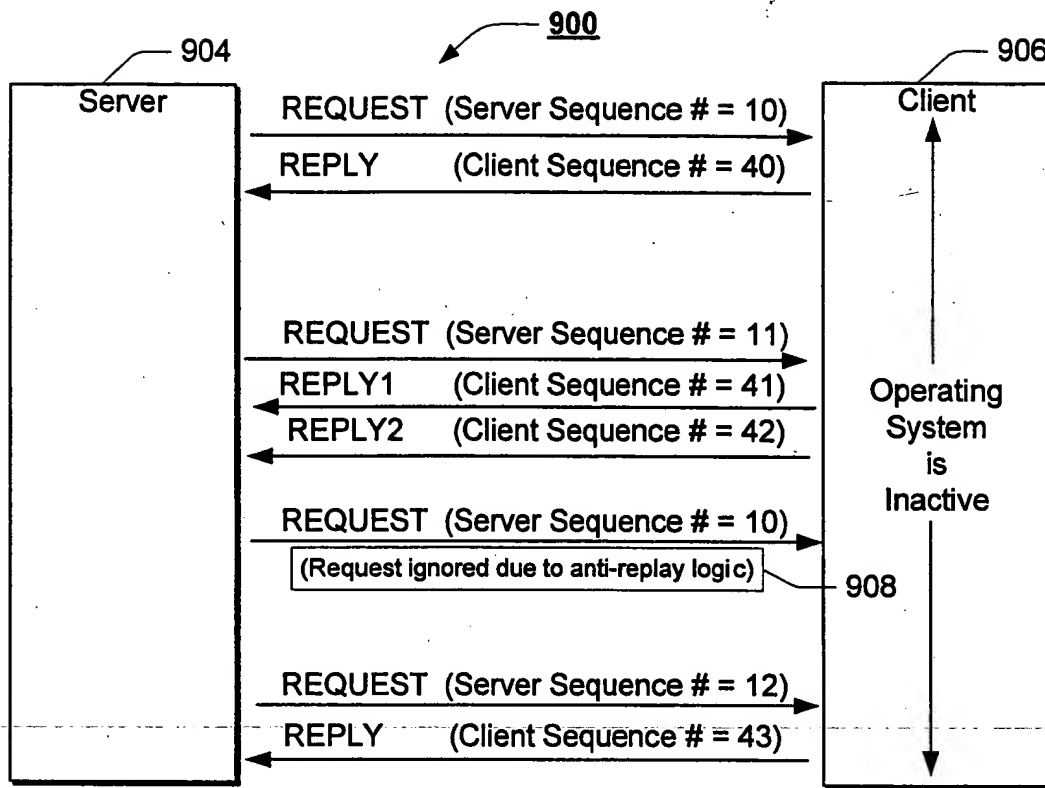 900
904
906
Server
Client
REQUEST (Server Sequence # = 10)
REPLY (Client Sequence # = 40)
REQUEST (Server Sequence # = 11)
REPLY1 (Client Sequence # = 41)
REPLY2 (Client Sequence # = 42)
Operating
System
is
Inactive
REQUEST (Server Sequence # = 10)
(Request ignored due to anti-replay logic)
908
REQUEST (Server Sequence # = 12)
REPLY (Client Sequence # = 43)